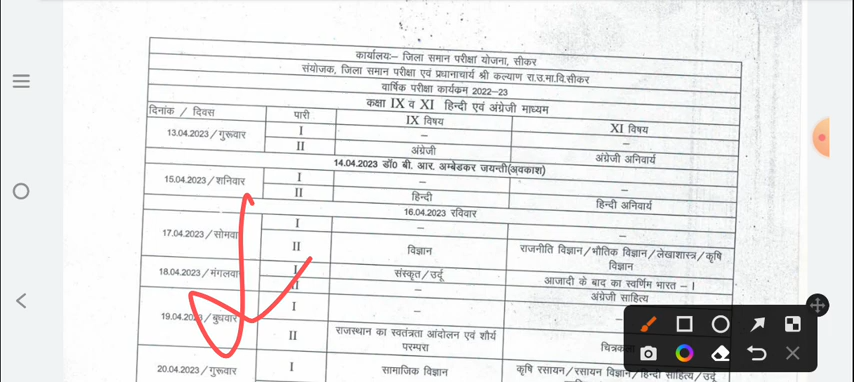 कार्यालयः– जिला समान परीक्षा योजना, सीकर
संयोजक, जिला समान परीक्षा एवं प्रधानाचार्य श्री कल्याण रा.उ.मा.वि.सीकर
वार्षिक परीक्षा कार्यक्रम 2022–23
कक्षा IX व XI हिन्दी एवं अंग्रेजी माध्यम
दिनांक / दिवस पारी IX विषय XI विषय
13.04.2023 / गुरूवार I – –
II अंग्रेजी अंग्रेजी अनिवार्य
14.04.2023 डॉ0 बी. आर. अम्बेडकर जयन्ती(अवकाश)
15.04.2023 / शनिवार I – –
II हिन्दी हिन्दी अनिवार्य
16.04.2023 रविवार
17.04.2023 / सोमवार I – –
II विज्ञान राजनीति विज्ञान/भौतिक विज्ञान/लेखाशास्त्र/कृषि
विज्ञान
18.04.2023 / मंगलवार I संस्कृत/उर्दू आजादी के बाद का स्वर्णिम भारत – I
II – अंग्रेजी साहित्य
19.04.2023 / बुधवार I – –
II राजस्थान का स्वतंत्रता आंदोलन एवं शौर्य
परम्परा
20.04.2023 / गुरूवार I सामाजिक विज्ञान कृषि रसायन/रसायन विज्ञान/हिन्दी साहित्य/उर्दू